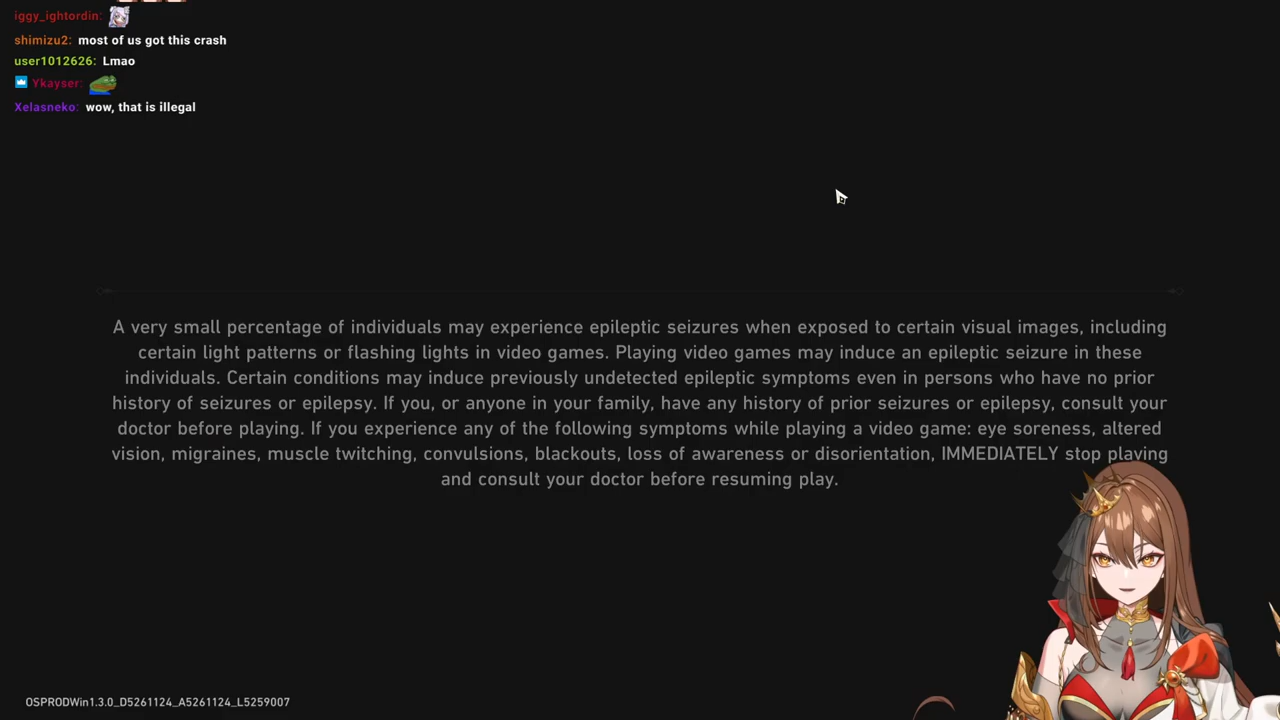 iggy_ightordin:
shimizu2: most of us got this crash
user1012626: Lmao
Ykayser:
Xelasneko: wow, that is illegal
A very small percentage of individuals may experience epileptic seizures when exposed to certain visual images, including
certain light patterns or flashing lights in video games. Playing video games may induce an epileptic seizure in these
individuals. Certain conditions may induce previously undetected epileptic symptoms even in persons who have no prior
history of seizures or epilepsy. If you, or anyone in your family, have any history of prior seizures or epilepsy, consult your
doctor before playing. If you experience any of the following symptoms while playing a video game: eye soreness, altered
vision, migraines, muscle twitching, convulsions, blackouts, loss of awareness or disorientation, IMMEDIATELY stop playing
and consult your doctor before resuming play.
OSPRODWin1.3.0_D5261124_A5261124_L5259007